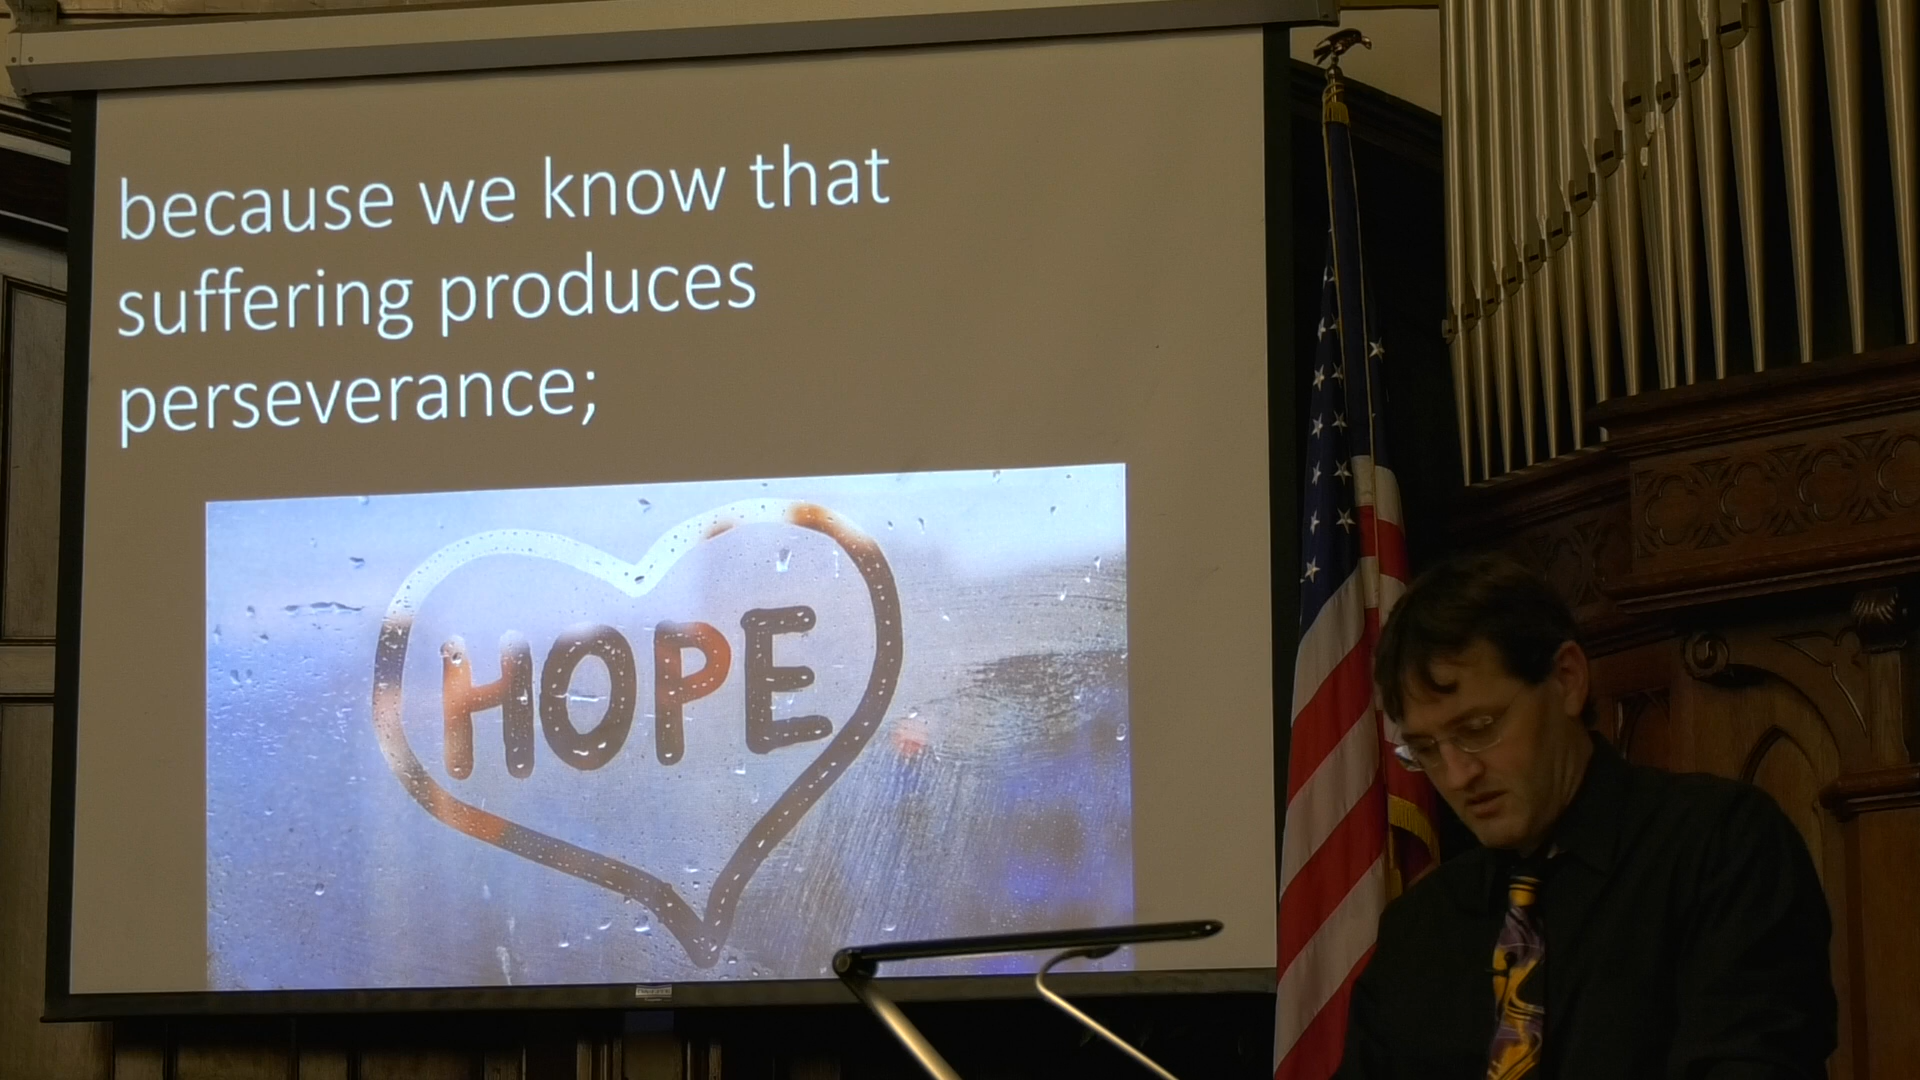 because we know that
suffering produces
perseverance;
HOPE